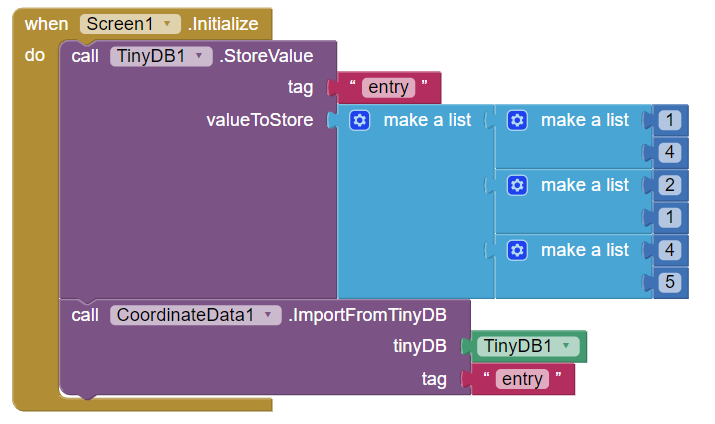 when Screen1 .Initialize
do call TinyDB1 .StoreValue
tag " entry "
valueToStore make a list make a list 1
4
make a list 2
1
make a list 4
5
call CoordinateData1 .ImportFromTinyDB
tinyDB TinyDB1
tag " entry "